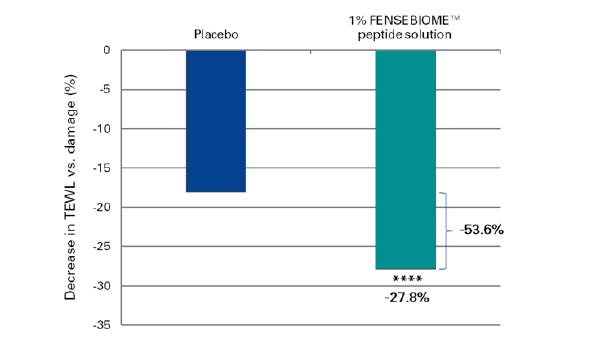 Placebo
1% FENSEBIOME™
peptide solution
Decrease in TEWL vs. damage (%)
0
-5
-10
-15
-20
-25
-30
-35
-53.6%
****
-27.8%